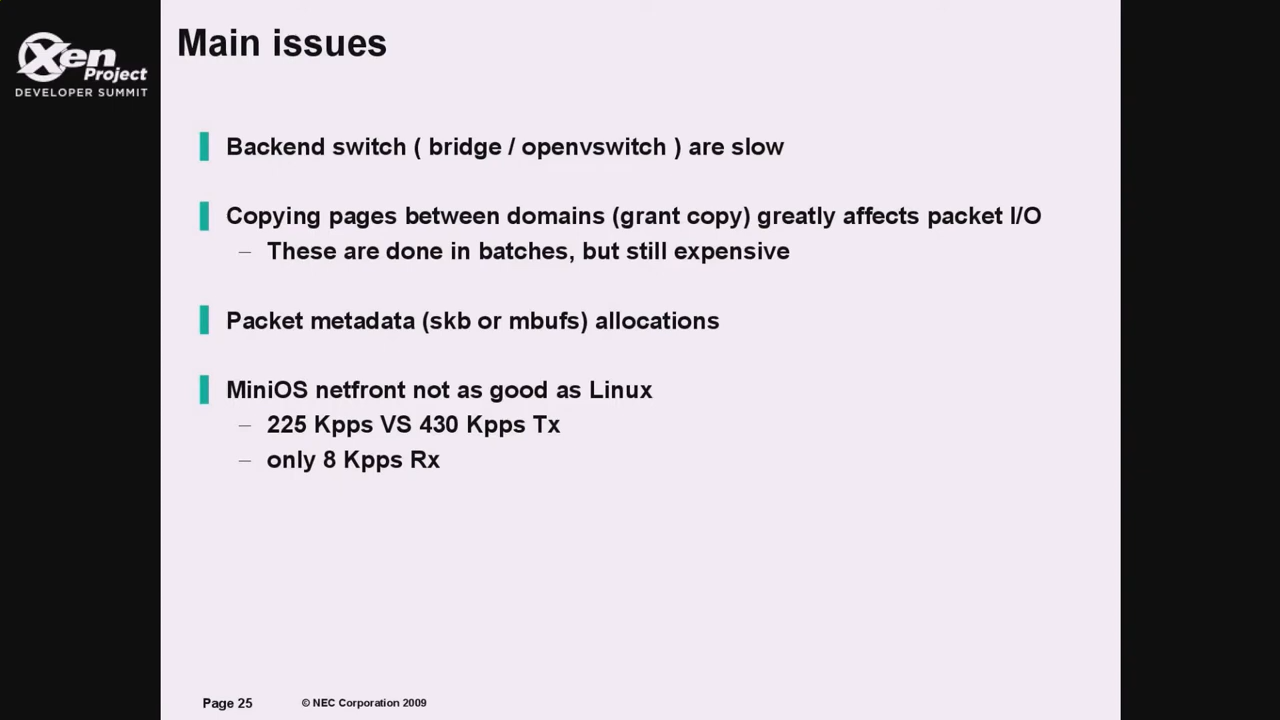 Xen
Project
DEVELOPER SUMMIT
Main issues
Backend switch ( bridge / openvswitch ) are slow
Copying pages between domains (grant copy) greatly affects packet I/O
– These are done in batches, but still expensive
Packet metadata (skb or mbufs) allocations
MiniOS netfront not as good as Linux
– 225 Kpps VS 430 Kpps Tx
– only 8 Kpps Rx
Page 25 © NEC Corporation 2009